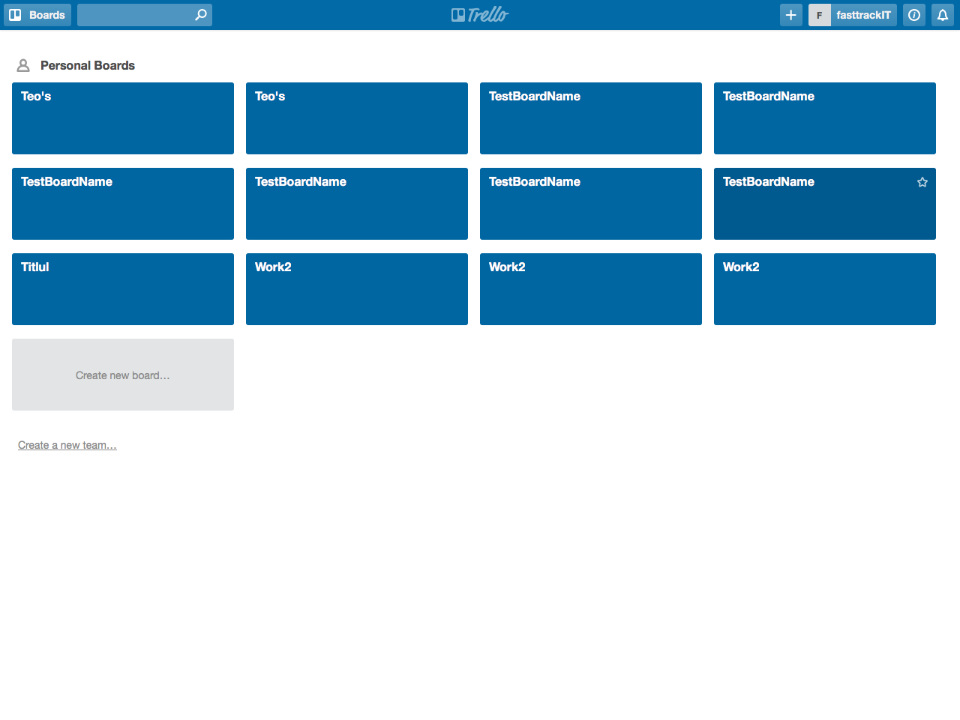 Boards
Trello
F
fasttrackIT
Personal Boards
Teo's
Teo's
TestBoardName
TestBoardName
TestBoardName
TestBoardName
TestBoardName
TestBoardName
Titlul
Work2
Work2
Work2
Create new board…
Create a new team…